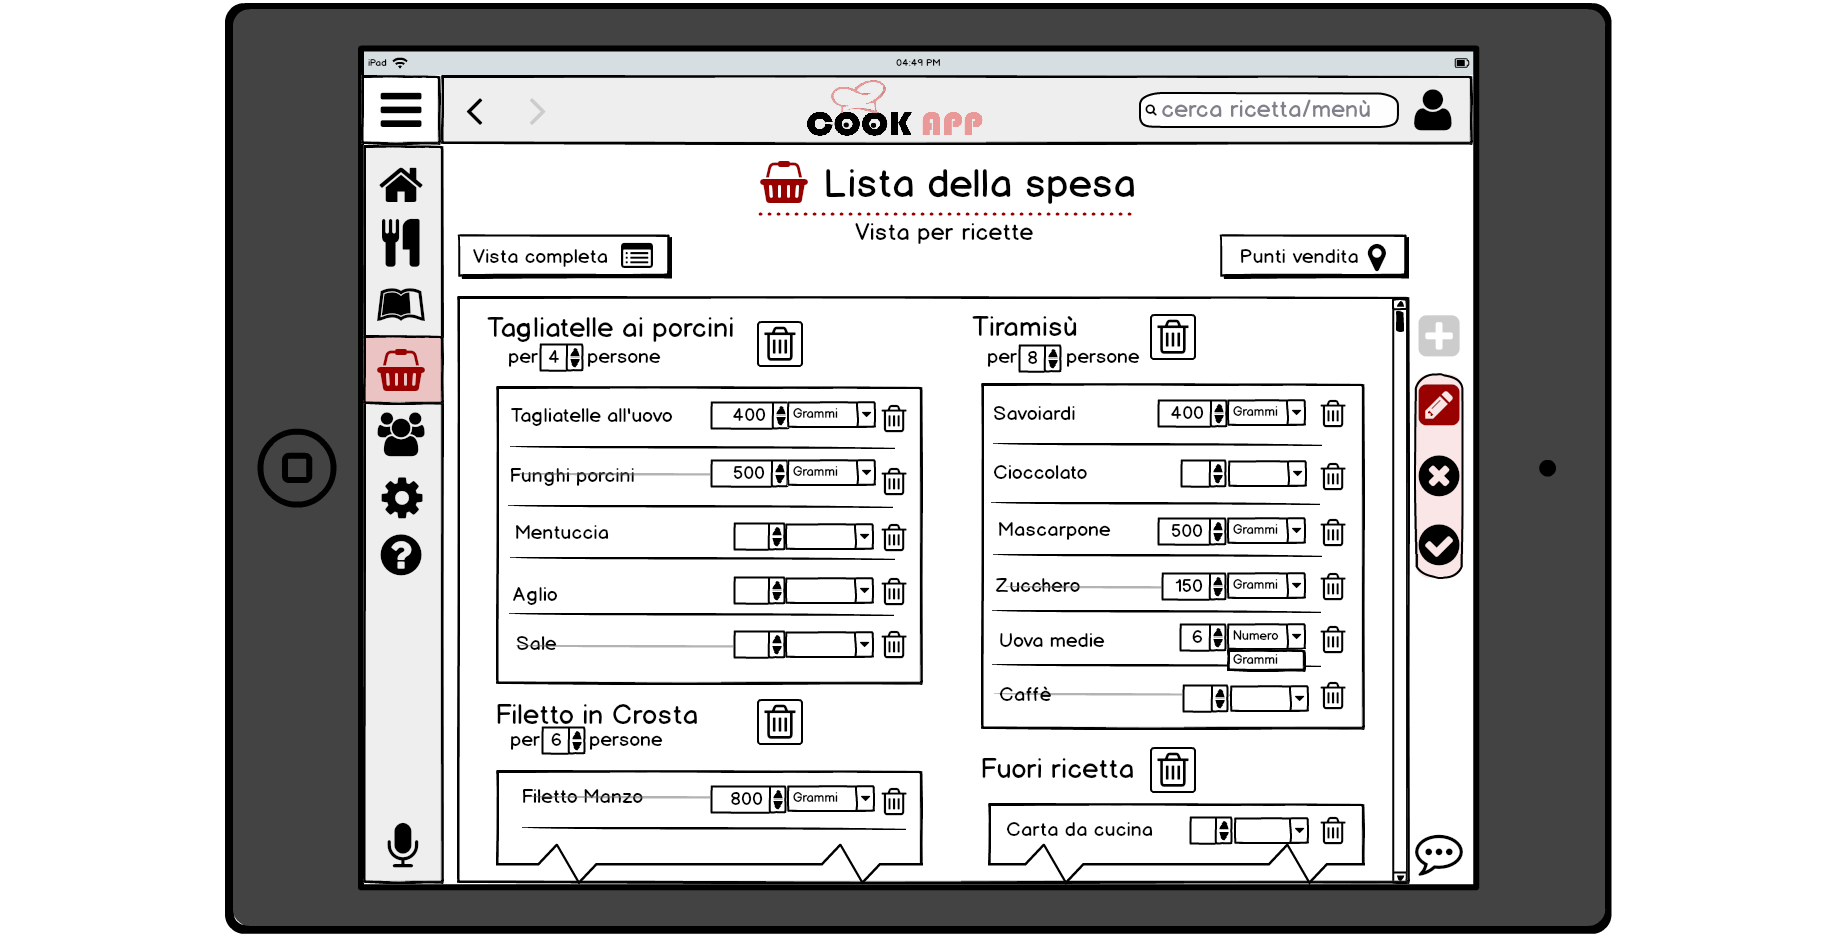 iPad 04:49 PM
COOK APP
cerca ricetta/menù
Lista della spesa
Vista per ricette
Vista completa
Punti vendita
Tagliatelle ai porcini
per 4 persone
Tagliatelle all'uovo 400 Grammi
Funghi porcini 500 Grammi
Mentuccia
Aglio
Sale
Filetto in Crosta
per 6 persone
Filetto Manzo 800 Grammi
Tiramisù
per 8 persone
Savoiardi 400 Grammi
Cioccolato
Mascarpone 500 Grammi
Zucchero 150 Grammi
Uova medie 6 Numero
Grammi
Caffè
Fuori ricetta
Carta da cucina